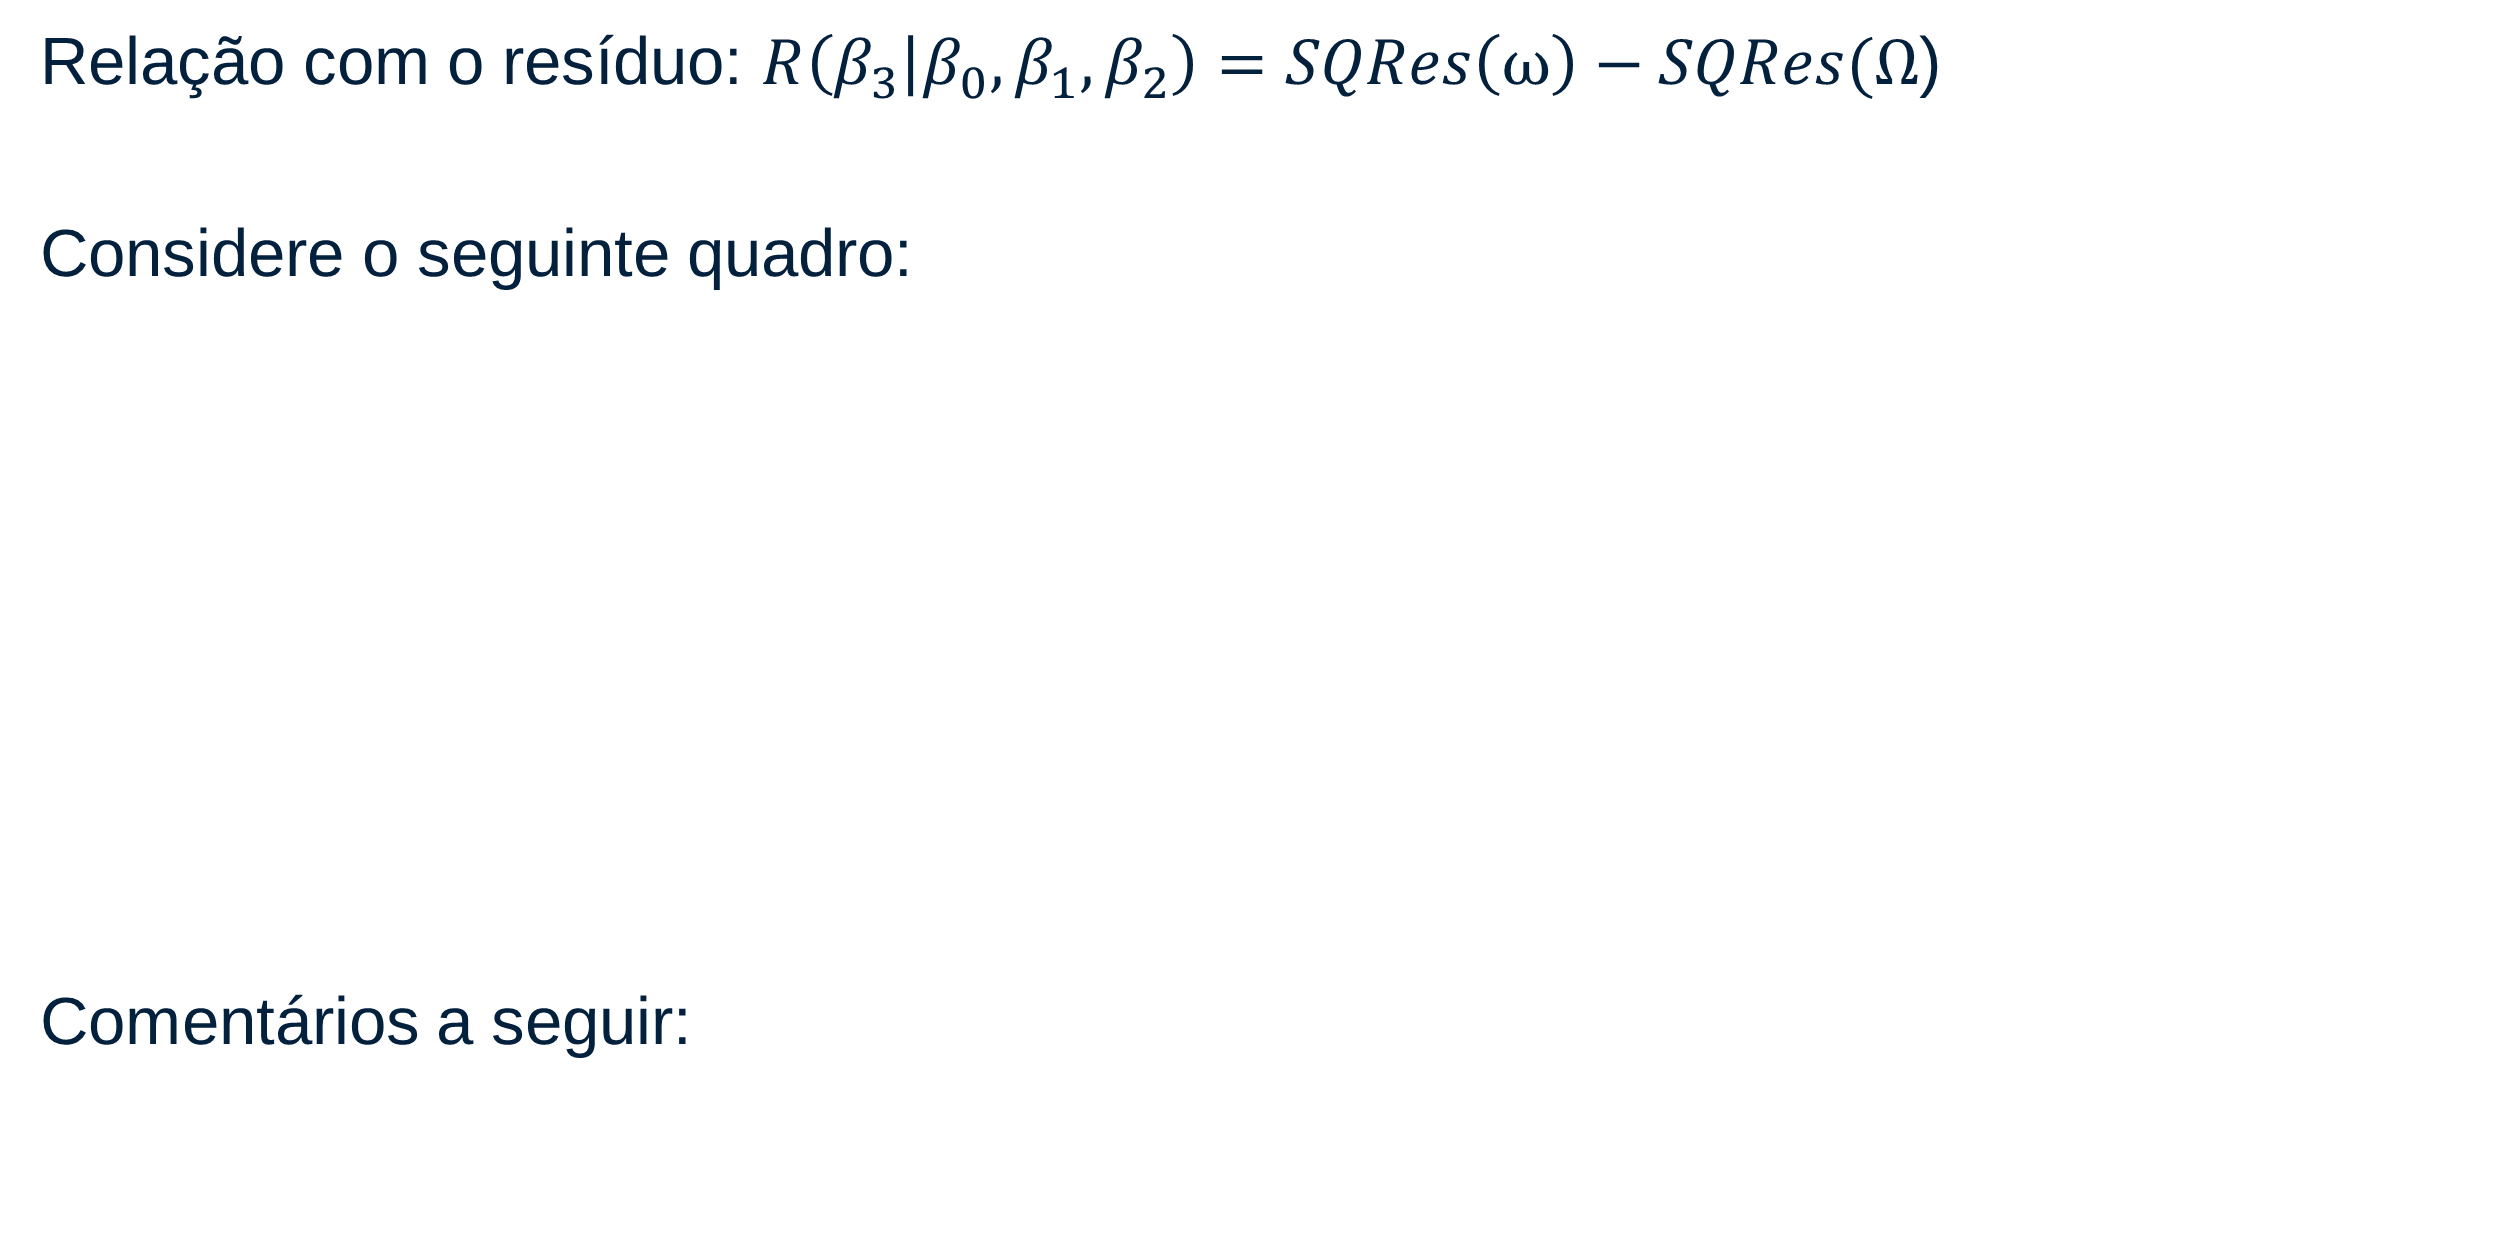 Relação com o resíduo: R(β₃|β₀, β₁, β₂) = SQRes(ω) − SQRes(Ω)
Considere o seguinte quadro:
Comentários a seguir: